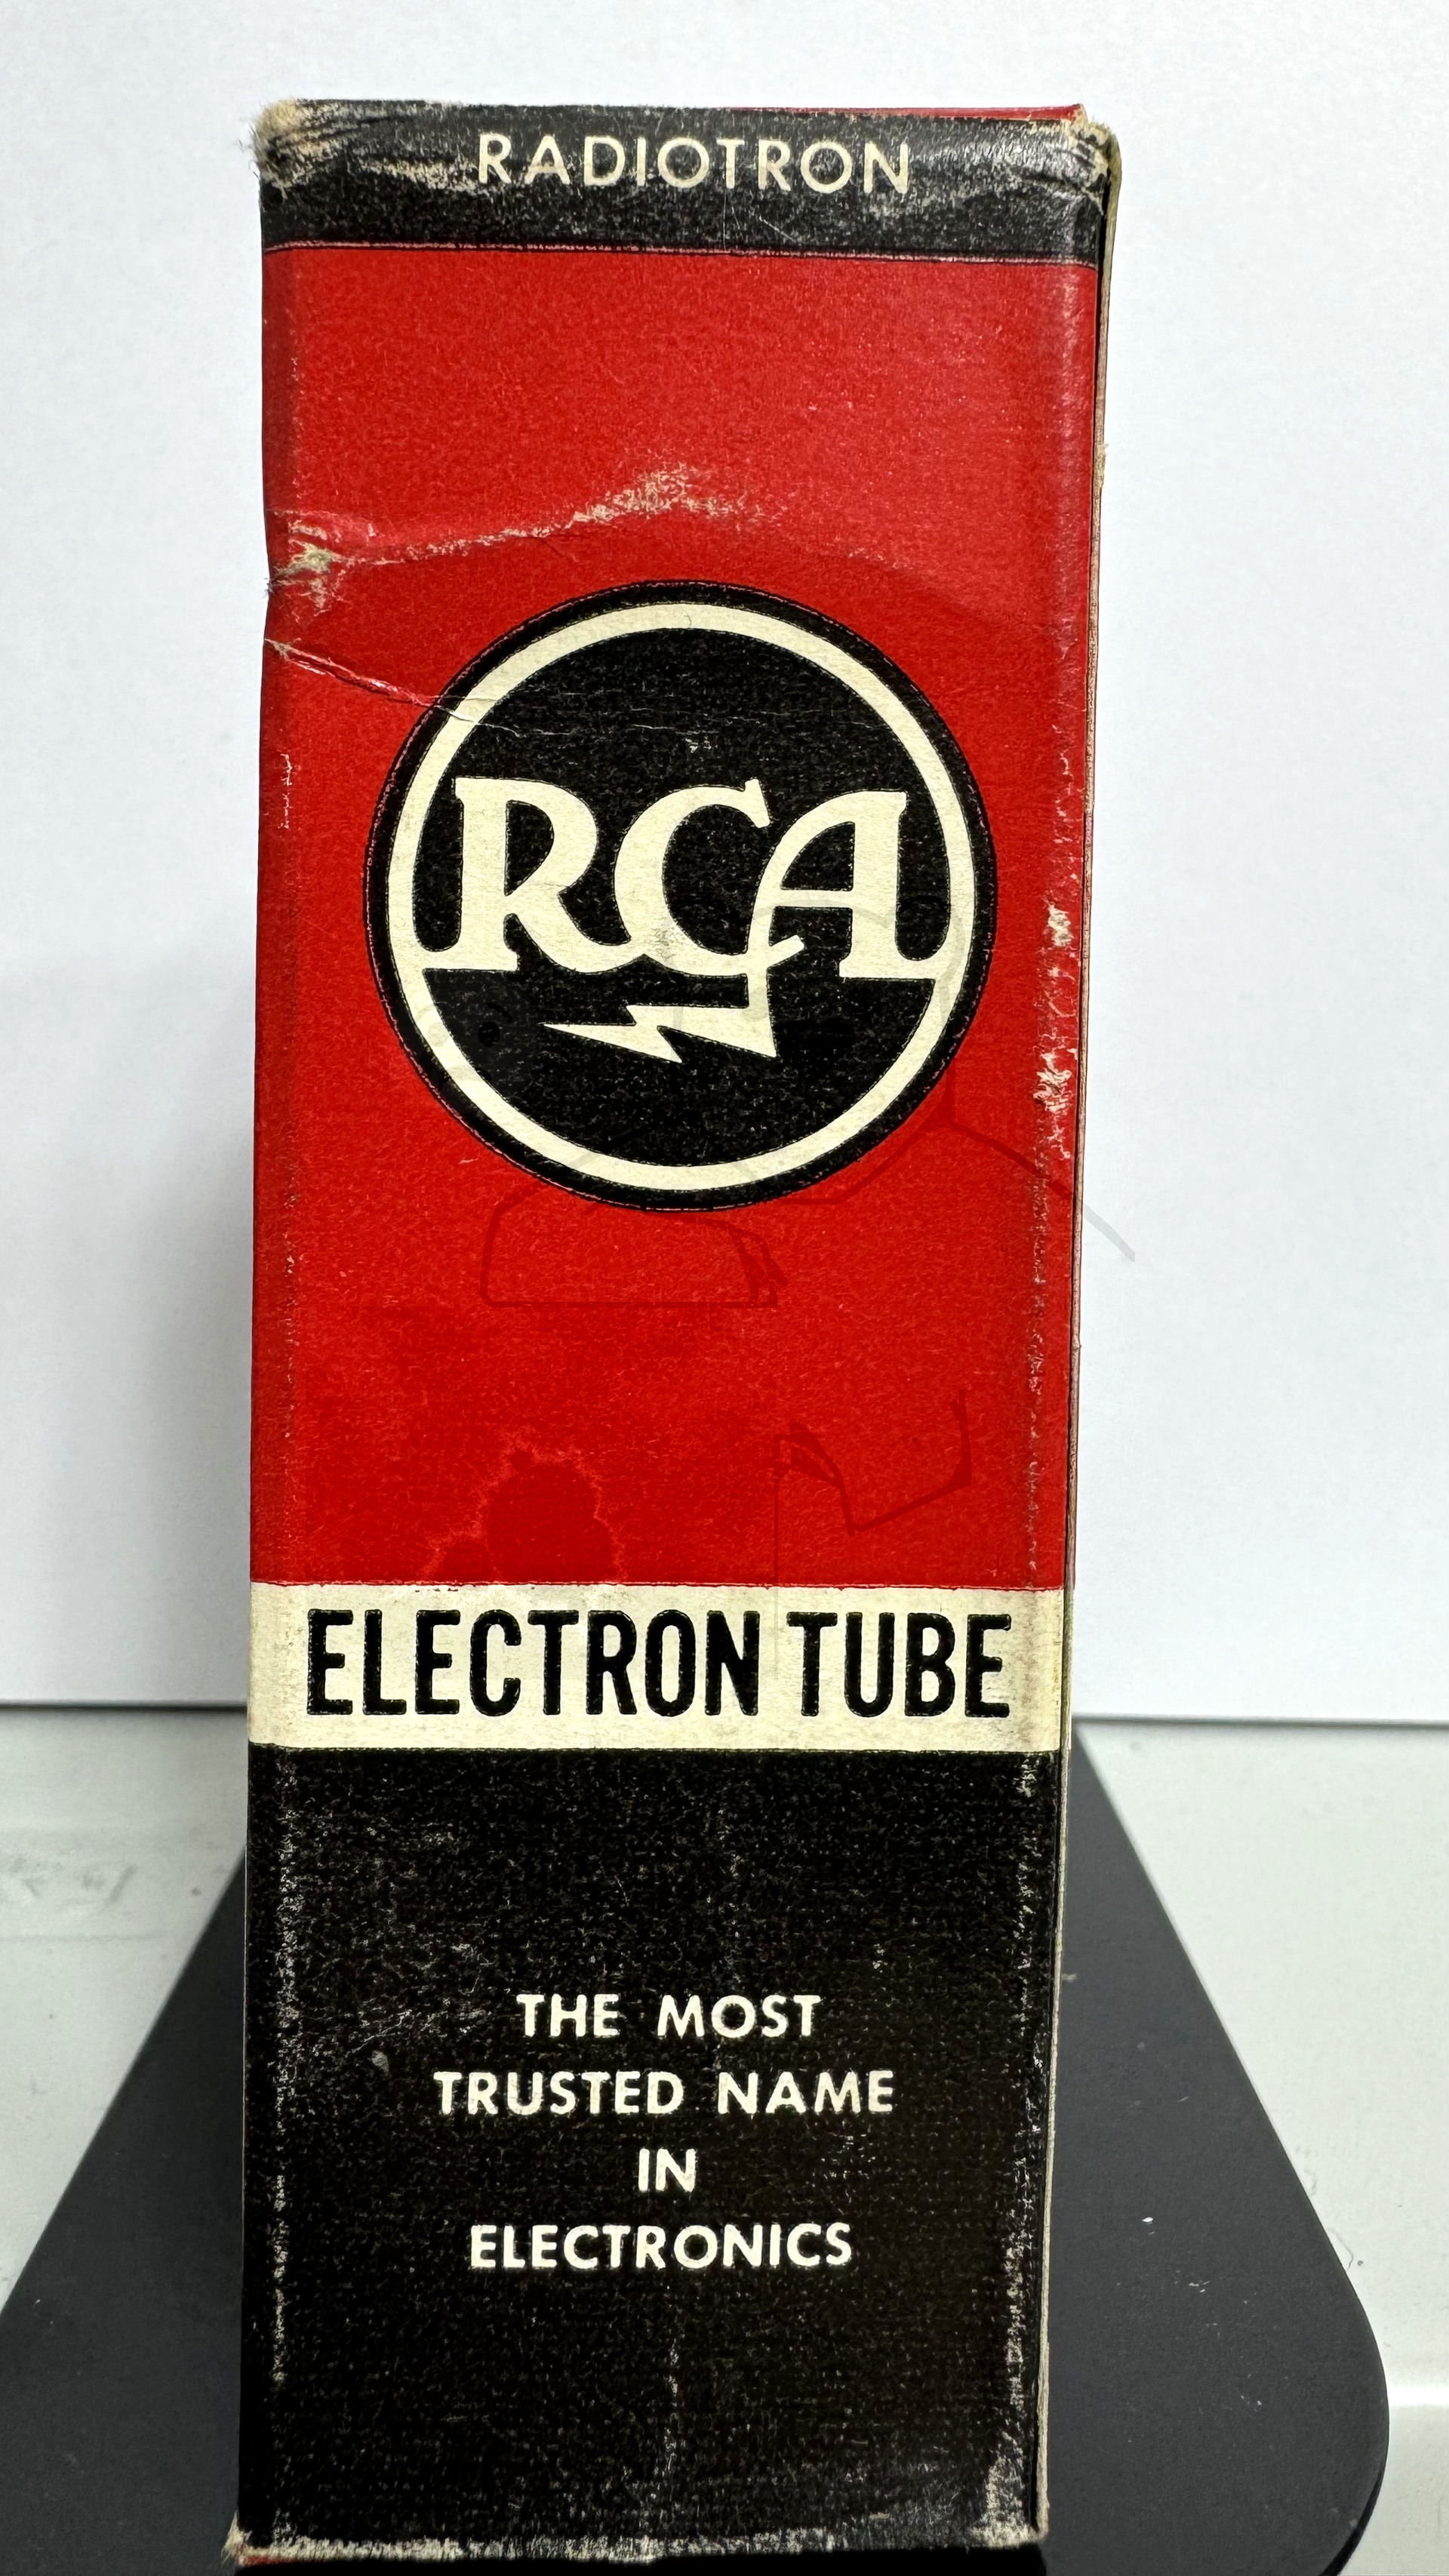 RADIOTRON
RCA
ELECTRON TUBE
THE MOST
TRUSTED NAME
IN
ELECTRONICS